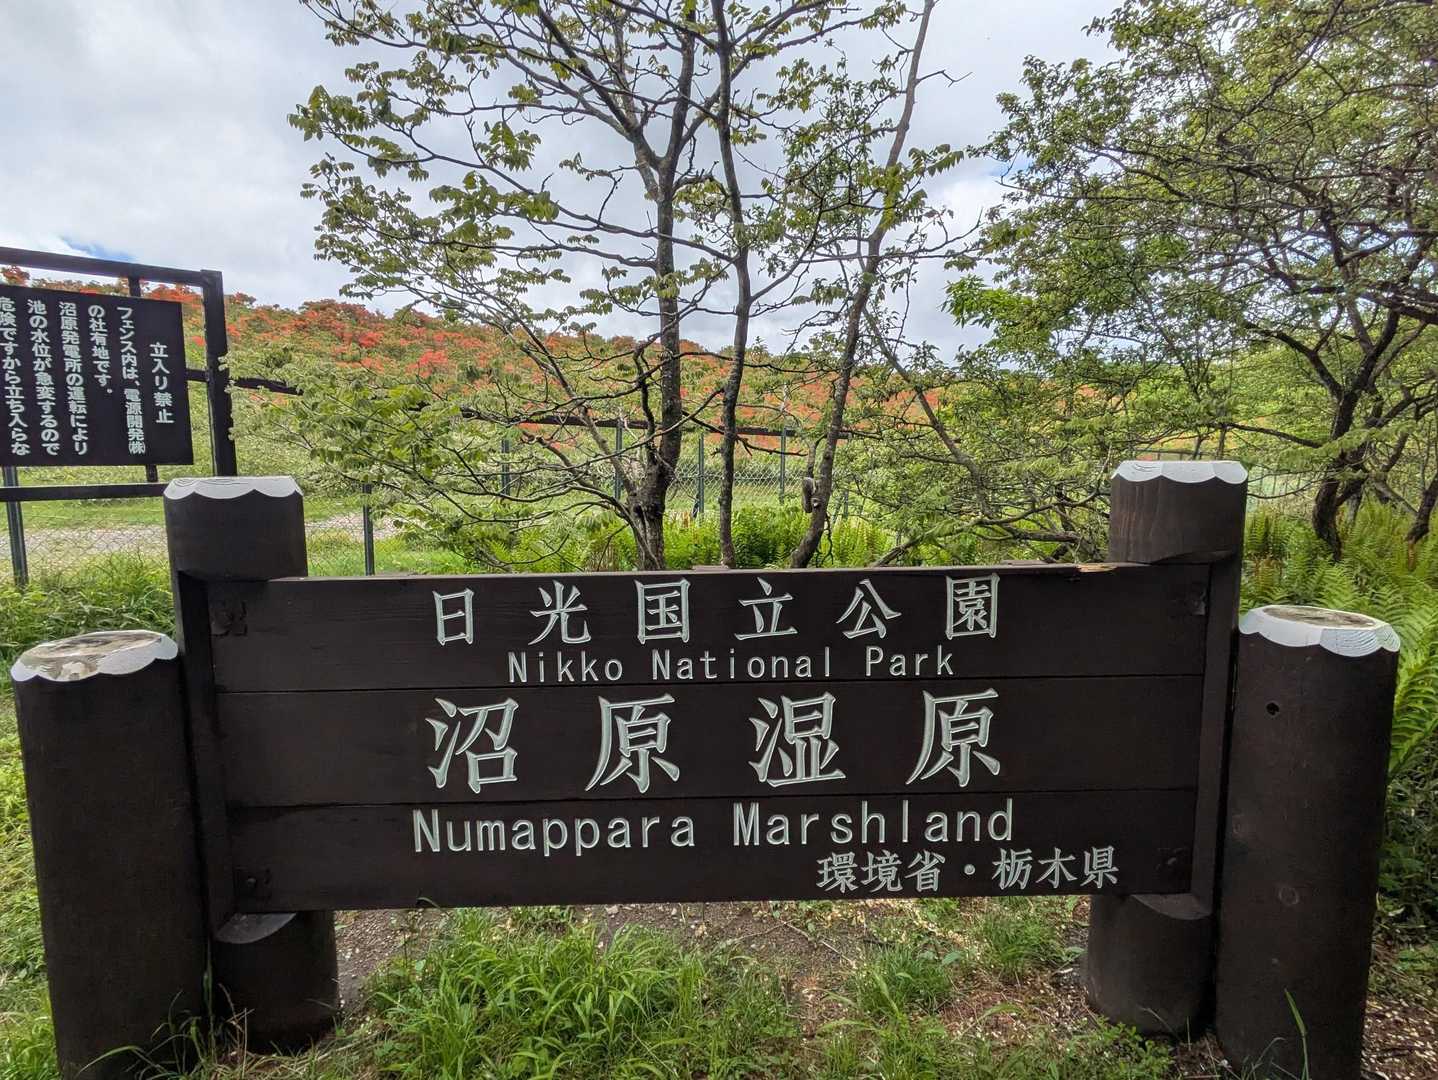 立入り禁止
フェンス内は、電源開発㈱
の社有地です。
沼原発電所の運転により
池の水位が急変するので
危険ですから立ち入らな
日光国立公園
Nikko National Park
沼原湿原
Numappara Marshland
環境省・栃木県